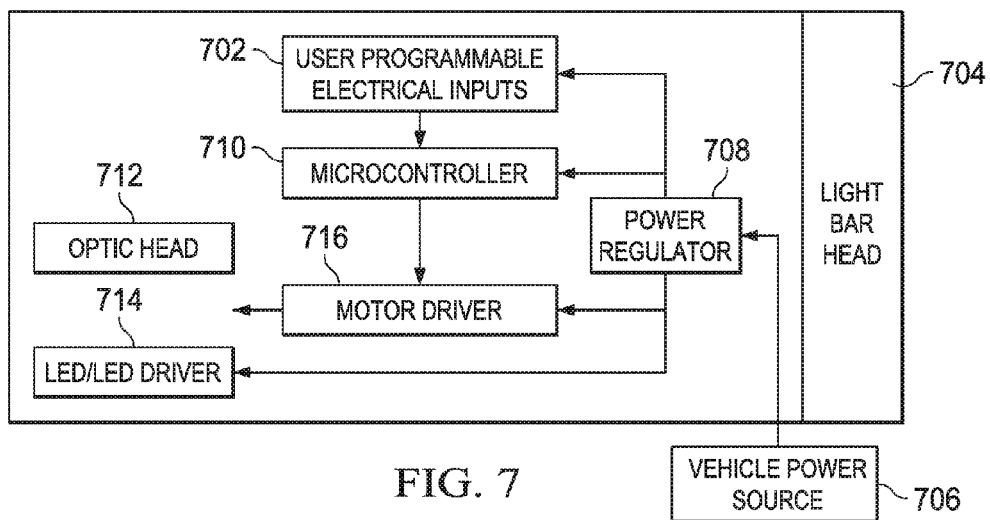 702
USER PROGRAMMABLE
ELECTRICAL INPUTS
704
710
MICROCONTROLLER
708
712
POWER
REGULATOR
LIGHT
BAR
HEAD
OPTIC HEAD
716
714
MOTOR DRIVER
LED/LED DRIVER
FIG. 7
VEHICLE POWER
SOURCE
706